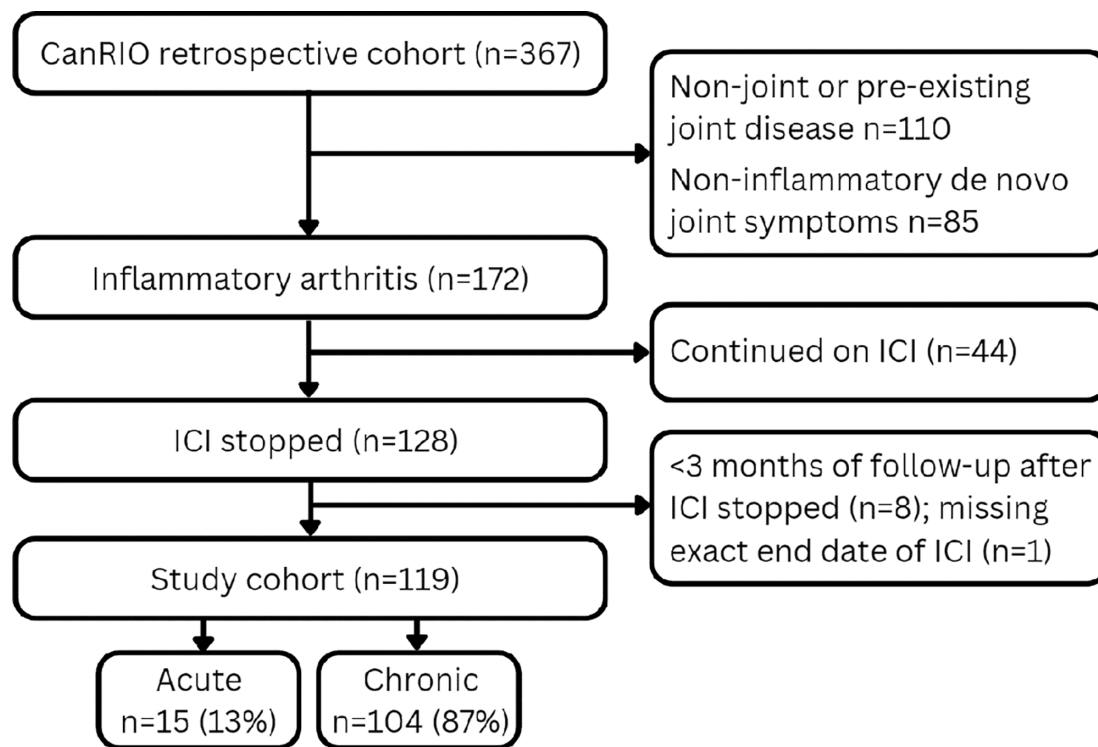 CanRIO retrospective cohort (n=367)
Non-joint or pre-existing
joint disease n=110
Non-inflammatory de novo
joint symptoms n=85
Inflammatory arthritis (n=172)
Continued on ICI (n=44)
ICI stopped (n=128)
<3 months of follow-up after
ICI stopped (n=8); missing
exact end date of ICI (n=1)
Study cohort (n=119)
Acute
n=15 (13%)
Chronic
n=104 (87%)